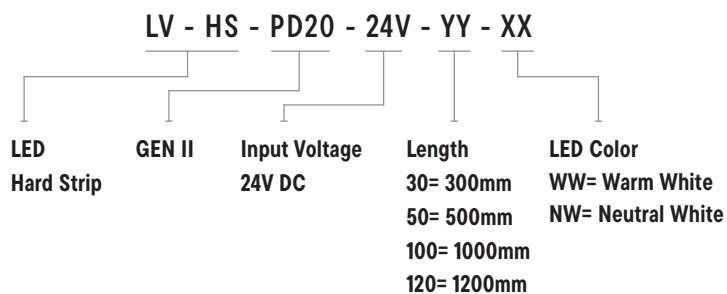 LV - HS - PD20 - 24V - YY - XX
LED
Hard Strip
GEN II
Input Voltage
24V DC
Length
30= 300mm
50= 500mm
100= 1000mm
120= 1200mm
LED Color
WW= Warm White
NW= Neutral White